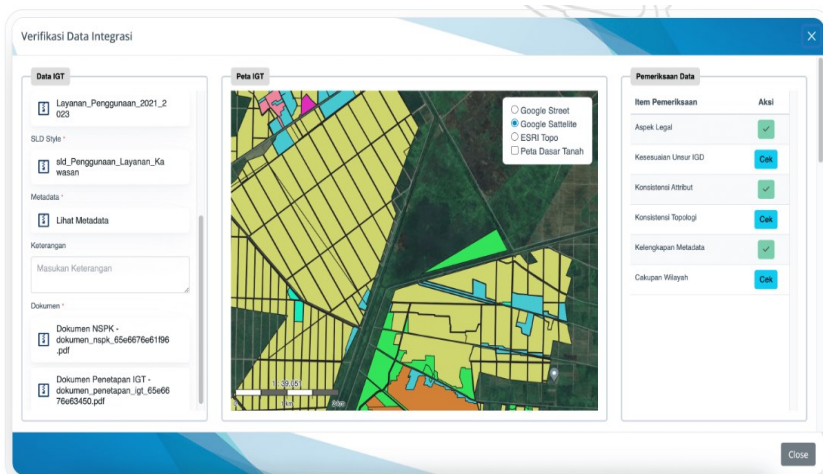 Verifikasi Data Integrasi
X
Data IGT
Layanan_Penggunaan_2021_2
023
SLD Style *
sld_Penggunaan_Layanan_Ka
wasan
Metadata *
Lihat Metadata
Keterangan
Masukan Keterangan
Dokumen *
Dokumen NSPK -
dokumen_nspk_65e6676e61f96
.pdf
Dokumen Penetapan IGT -
dokumen_penetapan_igt_65e66
76e63450.pdf
Peta IGT
Google Street
Google Sattelite
ESRI Topo
Peta Dasar Tanah
2 km
Pemeriksaan Data
Item Pemeriksaan Aksi
Aspek Legal
Kesesuaian Unsur IGD Cek
Konsistensi Attribut
Konsistensi Topologi Cek
Kelengkapan Metadata
Cakupan Wilayah Cek
Close